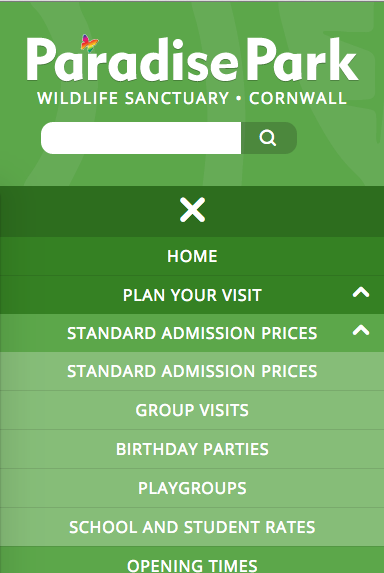 Paradise Park
WILDLIFE SANCTUARY • CORNWALL
HOME
PLAN YOUR VISIT
STANDARD ADMISSION PRICES
STANDARD ADMISSION PRICES
GROUP VISITS
BIRTHDAY PARTIES
PLAYGROUPS
SCHOOL AND STUDENT RATES
OPENING TIMES